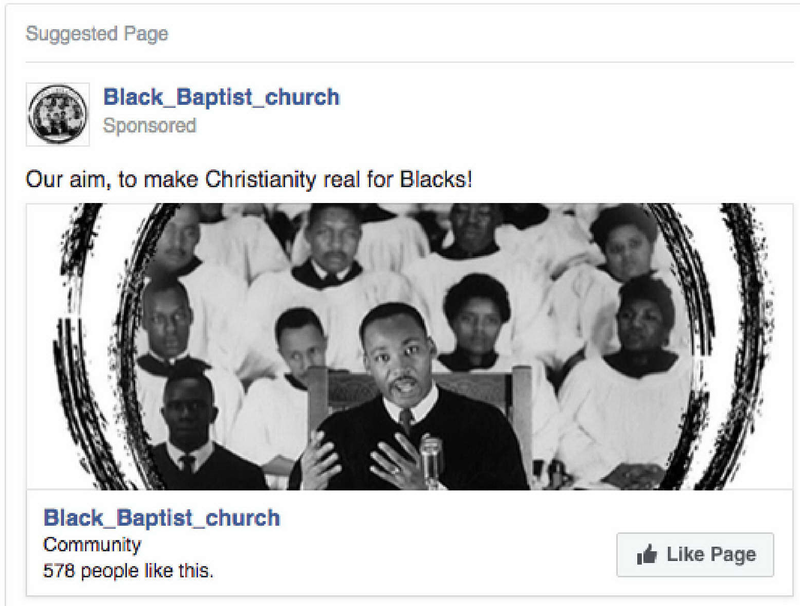 Suggested Page
Black_Baptist_church
Sponsored
Our aim, to make Christianity real for Blacks!
Black_Baptist_church
Community
578 people like this.
Like Page